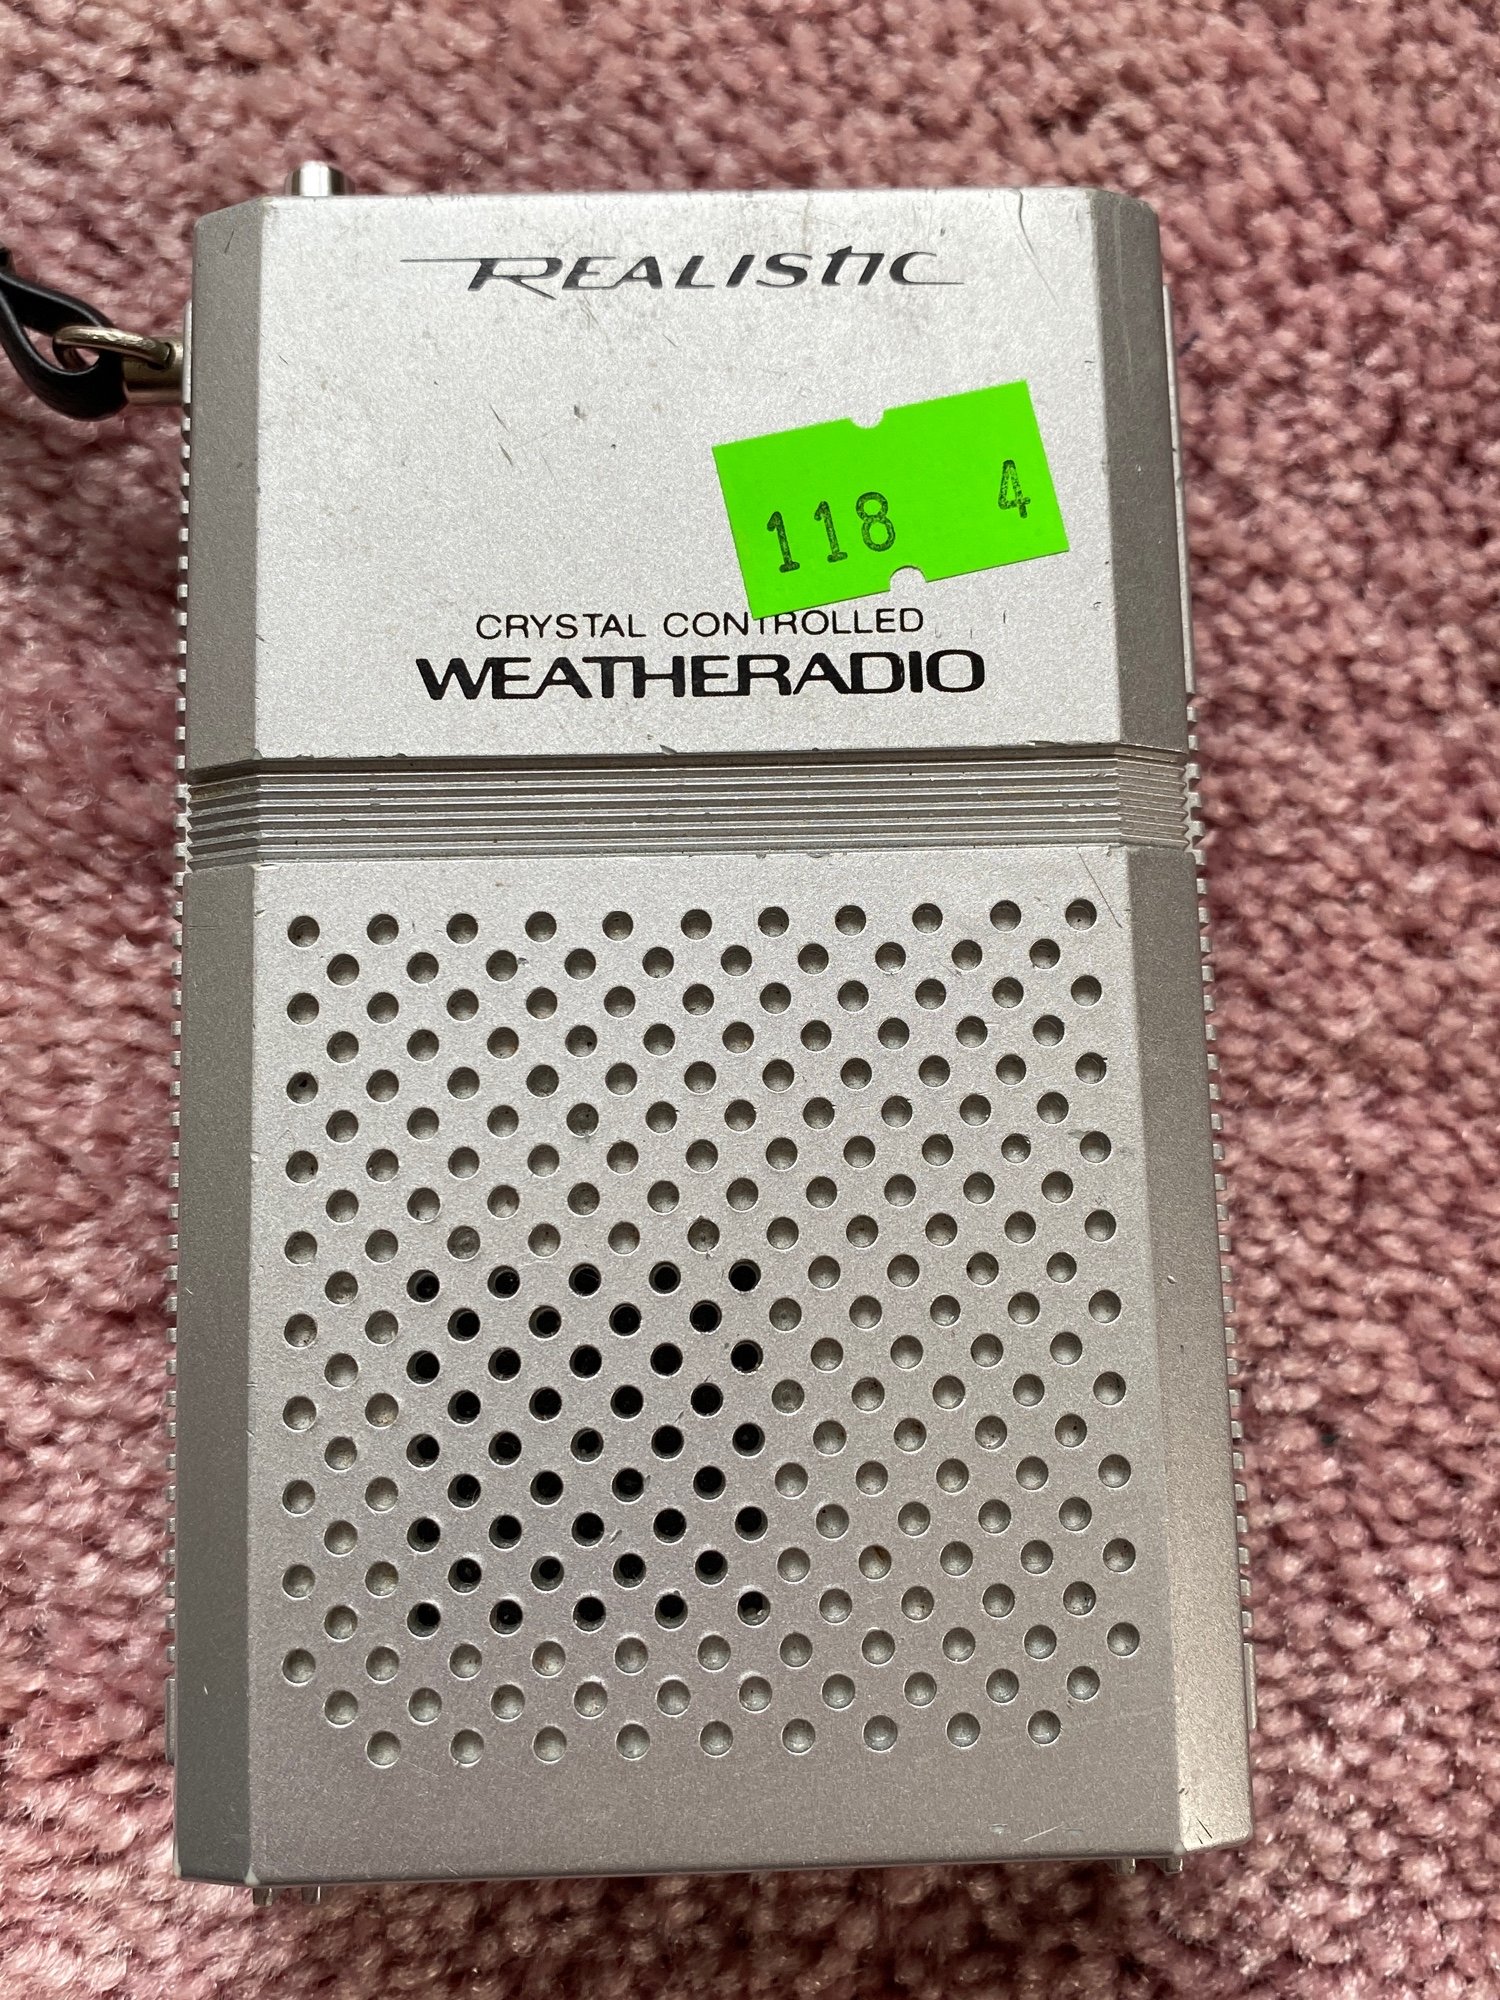 REALISTIC
118 4
CRYSTAL CONTROLLED
WEATHERADIO